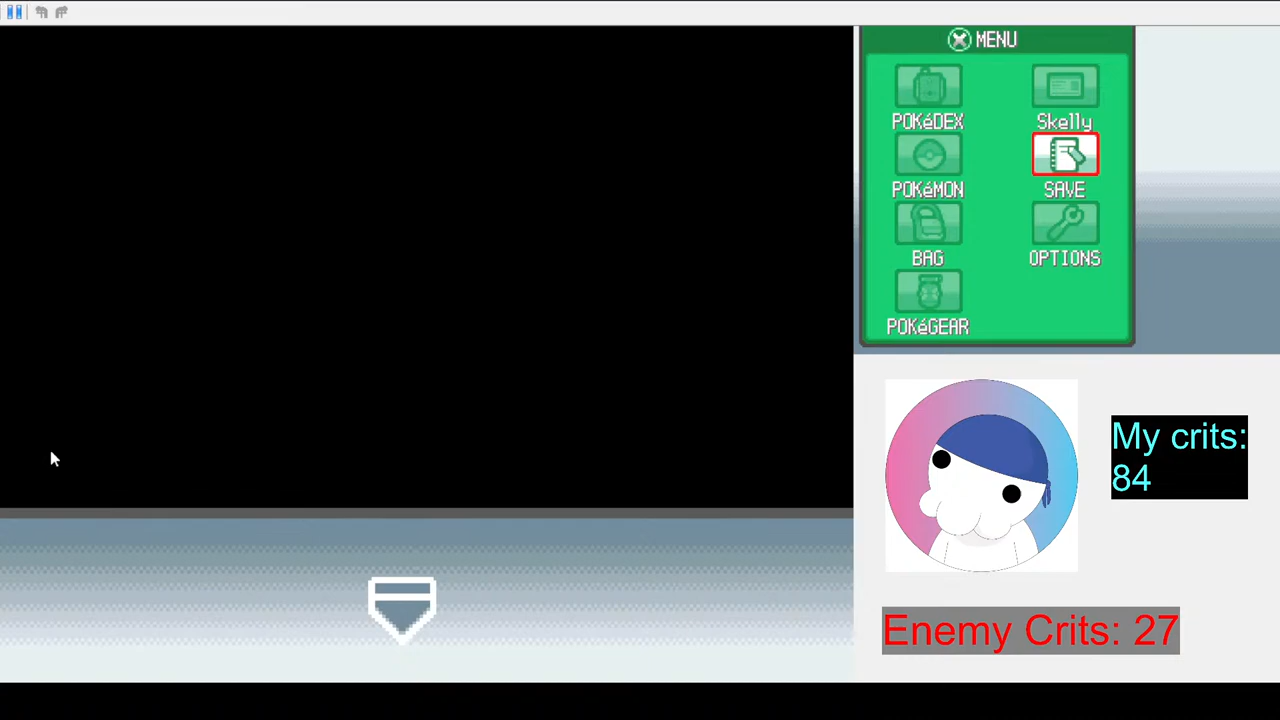 MENU
POKéDEX
Skelly
POKéMON
SAVE
BAG
OPTIONS
POKéGEAR
My crits:
84
Enemy Crits: 27